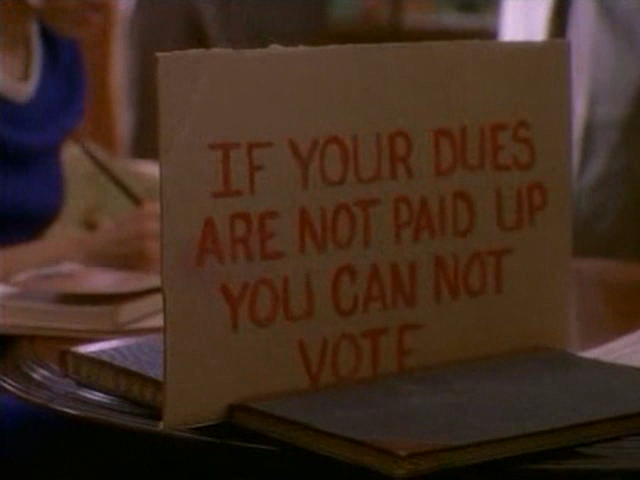 IF YOUR DUES
ARE NOT PAID UP
YOU CAN NOT
VOTE